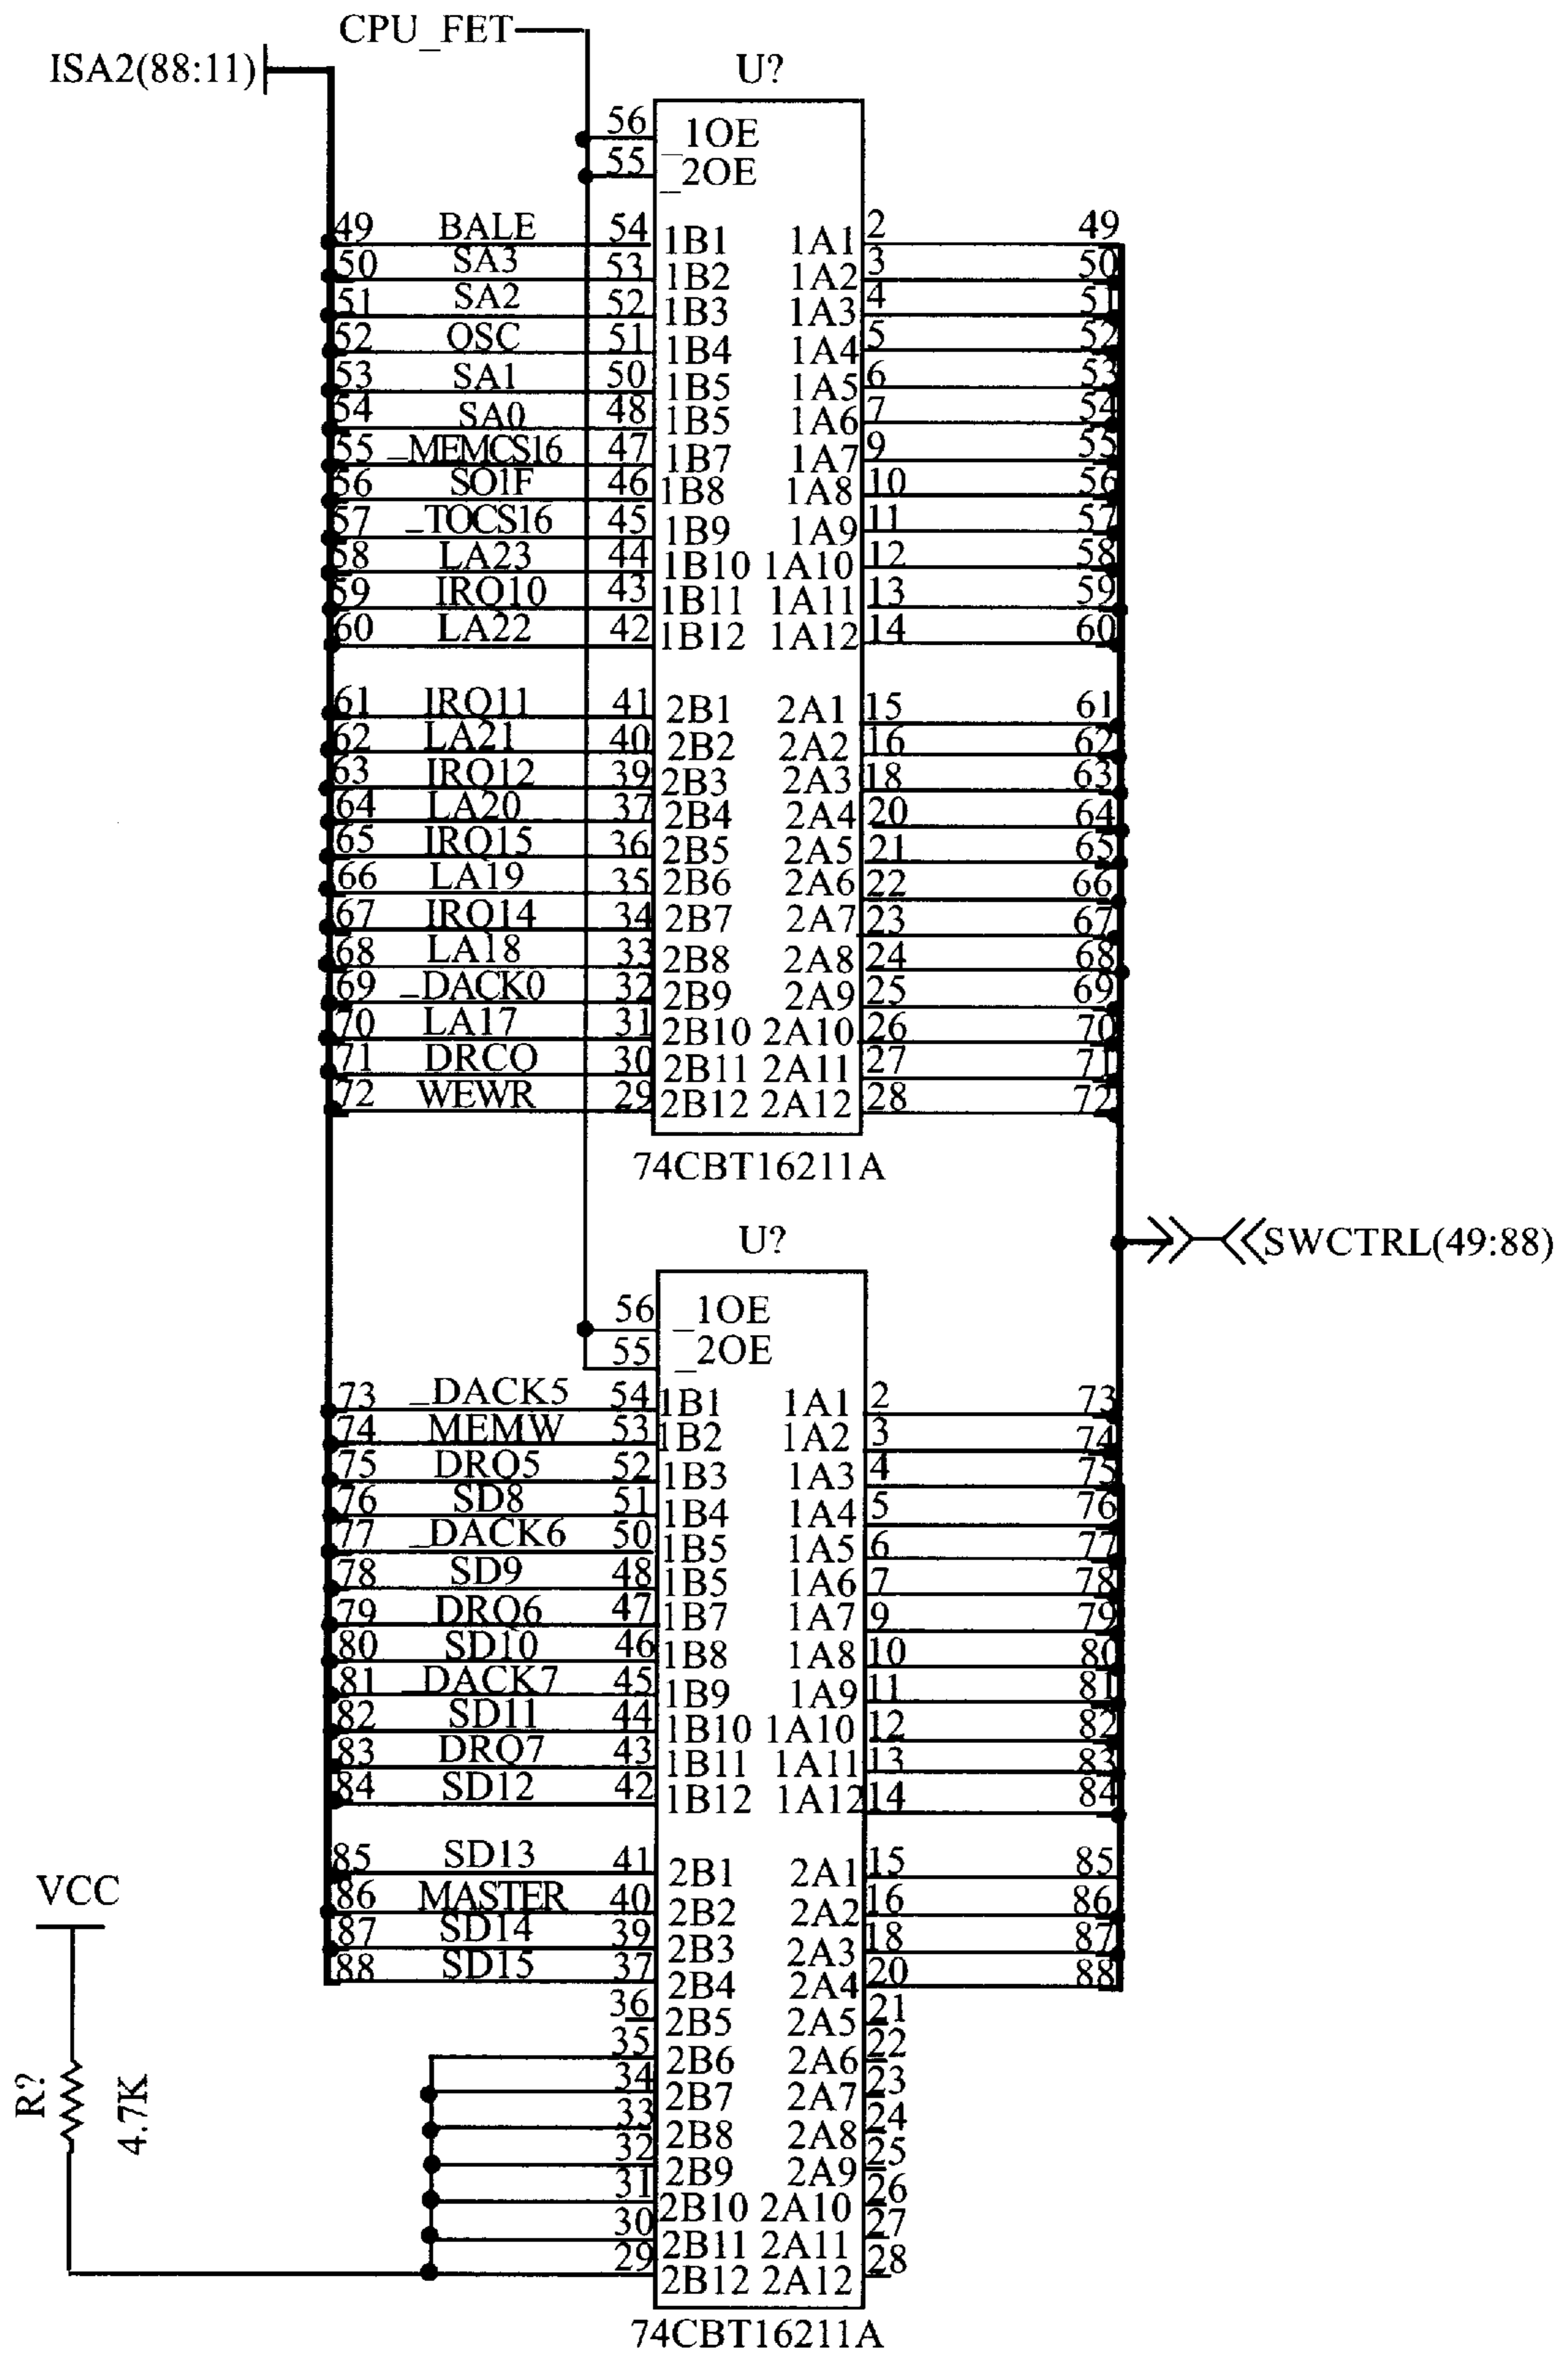 CPU_FET
ISA2(88:11)
U?
56 _1OE
55 _2OE
49 BALE 54 1B1 1A1 2 49
50 SA3 53 1B2 1A2 3 50
51 SA2 52 1B3 1A3 4 51
52 OSC 51 1B4 1A4 5 52
53 SA1 50 1B5 1A5 6 53
54 SA0 48 1B5 1A6 7 54
55 _MEMCS16 47 1B7 1A7 9 55
56 SO1F 46 1B8 1A8 10 56
57 _TOCS16 45 1B9 1A9 11 57
58 LA23 44 1B10 1A10 12 58
59 IRQ10 43 1B11 1A11 13 59
60 LA22 42 1B12 1A12 14 60
61 IRQ11 41 2B1 2A1 15 61
62 LA21 40 2B2 2A2 16 62
63 IRQ12 39 2B3 2A3 18 63
64 LA20 37 2B4 2A4 20 64
65 IRQ15 36 2B5 2A5 21 65
66 LA19 35 2B6 2A6 22 66
67 IRQ14 34 2B7 2A7 23 67
68 LA18 33 2B8 2A8 24 68
69 _DACK0 32 2B9 2A9 25 69
70 LA17 31 2B10 2A10 26 70
71 DRCO 30 2B11 2A11 27 71
72 WEWR 29 2B12 2A12 28 72
74CBT16211A
SWCTRL(49:88)
U?
56 _1OE
55 _2OE
73 _DACK5 54 1B1 1A1 2 73
74 MEMW 53 1B2 1A2 3 74
75 DRQ5 52 1B3 1A3 4 75
76 SD8 51 1B4 1A4 5 76
77 _DACK6 50 1B5 1A5 6 77
78 SD9 48 1B5 1A6 7 78
79 DRQ6 47 1B7 1A7 9 79
80 SD10 46 1B8 1A8 10 80
81 _DACK7 45 1B9 1A9 11 81
82 SD11 44 1B10 1A10 12 82
83 DRQ7 43 1B11 1A11 13 83
84 SD12 42 1B12 1A12 14 84
85 SD13 41 2B1 2A1 15 85
86 MASTER 40 2B2 2A2 16 86
87 SD14 39 2B3 2A3 18 87
88 SD15 37 2B4 2A4 20 88
36 2B5 2A5 21
35 2B6 2A6 22
34 2B7 2A7 23
33 2B8 2A8 24
32 2B9 2A9 25
31 2B10 2A10 26
30 2B11 2A11 27
29 2B12 2A12 28
74CBT16211A
VCC
R?
4.7K